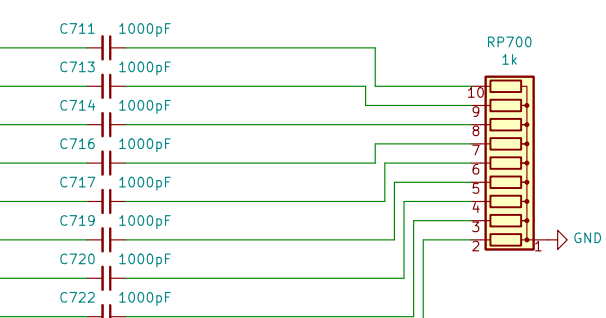 C711 1000pF
C713 1000pF
C714 1000pF
C716 1000pF
C717 1000pF
C719 1000pF
C720 1000pF
C722 1000pF
RP700
1k
10
9
8
7
6
5
4
3
2
1
GND